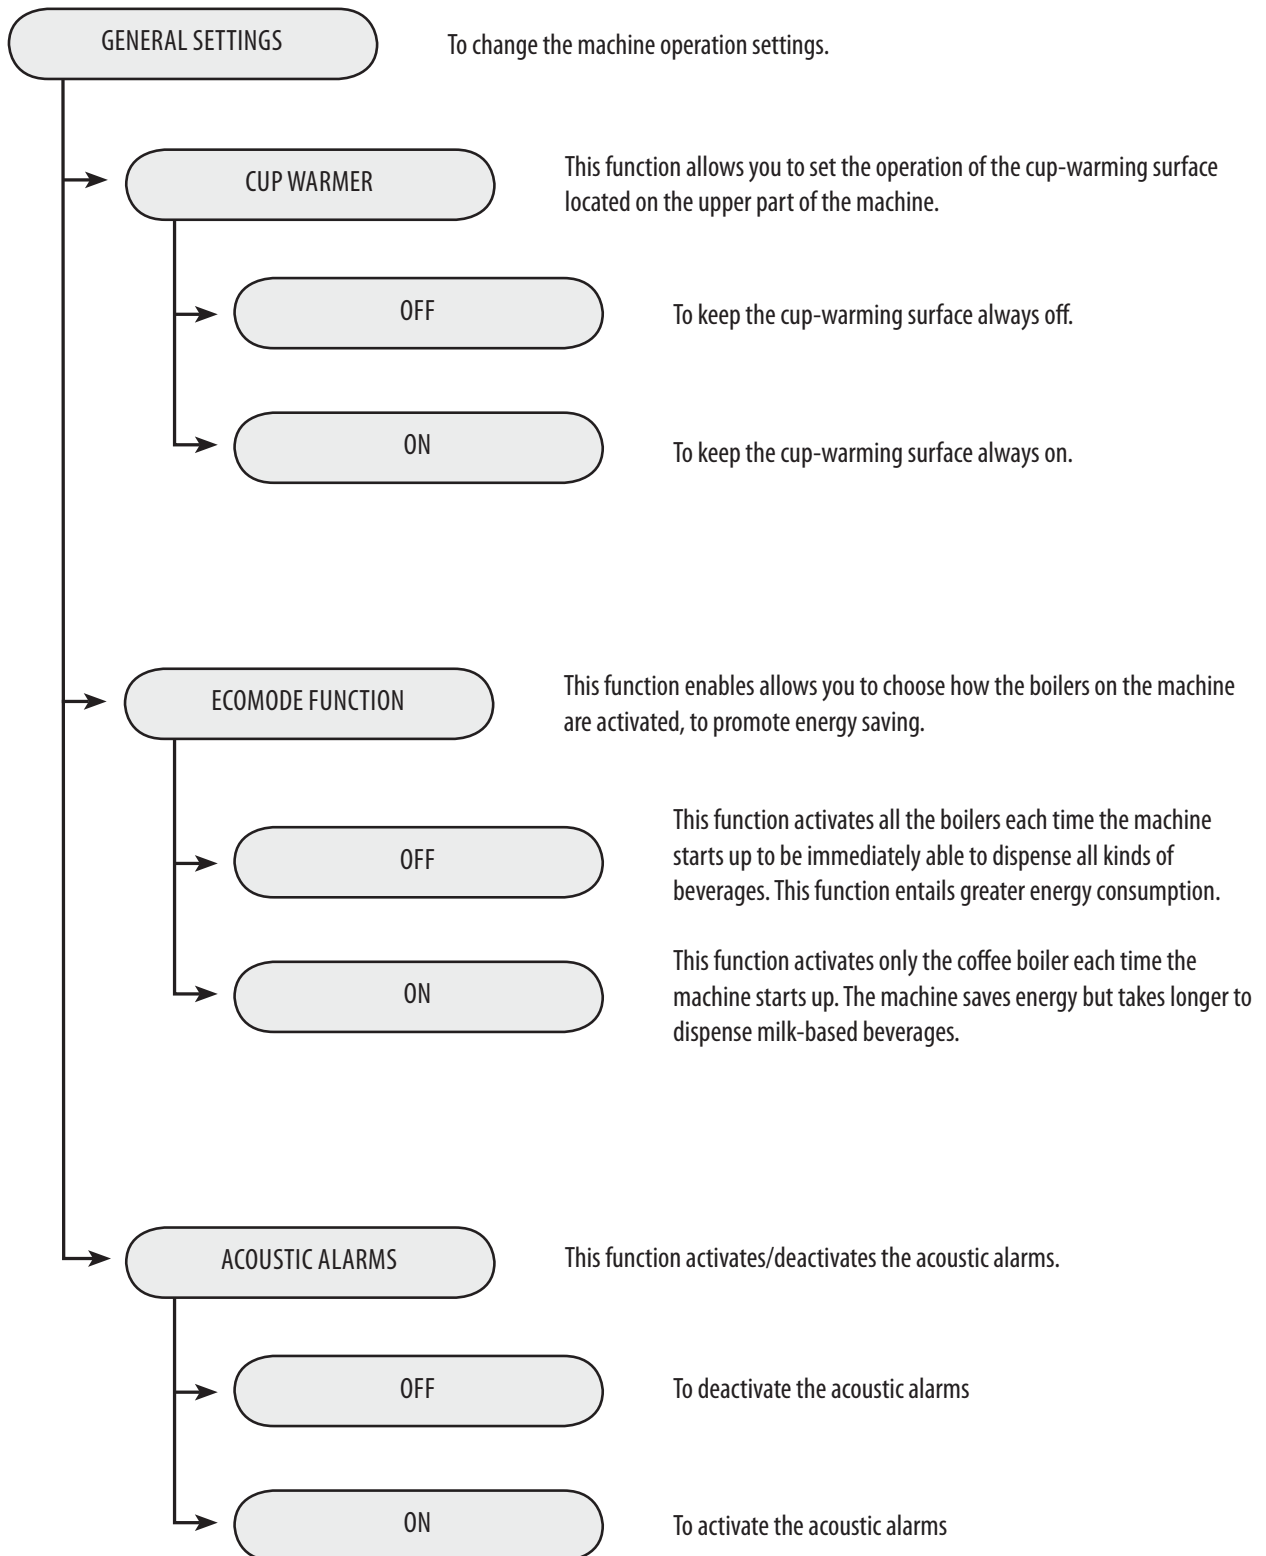 GENERAL SETTINGS
To change the machine operation settings.
CUP WARMER
This function allows you to set the operation of the cup-warming surface
located on the upper part of the machine.
OFF
To keep the cup-warming surface always off.
ON
To keep the cup-warming surface always on.
ECOMODE FUNCTION
This function enables allows you to choose how the boilers on the machine
are activated, to promote energy saving.
OFF
This function activates all the boilers each time the machine
starts up to be immediately able to dispense all kinds of
beverages. This function entails greater energy consumption.
ON
This function activates only the coffee boiler each time the
machine starts up. The machine saves energy but takes longer to
dispense milk-based beverages.
ACOUSTIC ALARMS
This function activates/deactivates the acoustic alarms.
OFF
To deactivate the acoustic alarms
ON
To activate the acoustic alarms